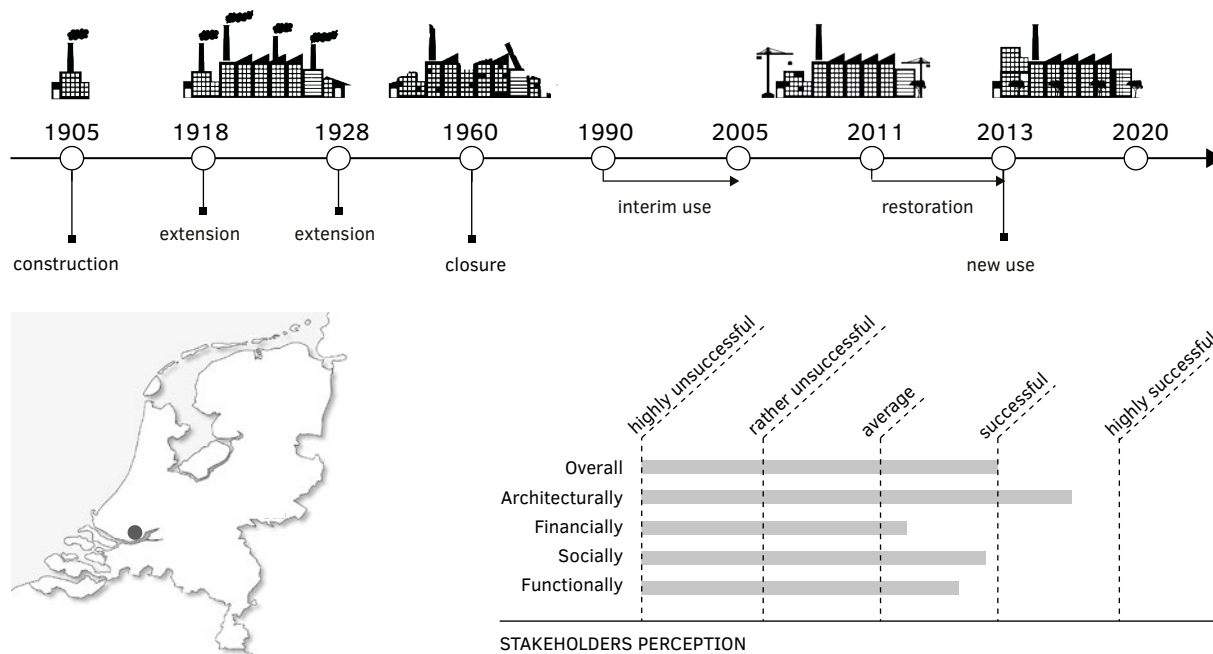 1905 1918 1928 1960 1990 2005 2011 2013 2020
interim use restoration
extension extension
construction closure new use
highly unsuccessful
rather unsuccessful
average
successful
highly successful
Overall
Architecturally
Financially
Socially
Functionally
STAKEHOLDERS PERCEPTION